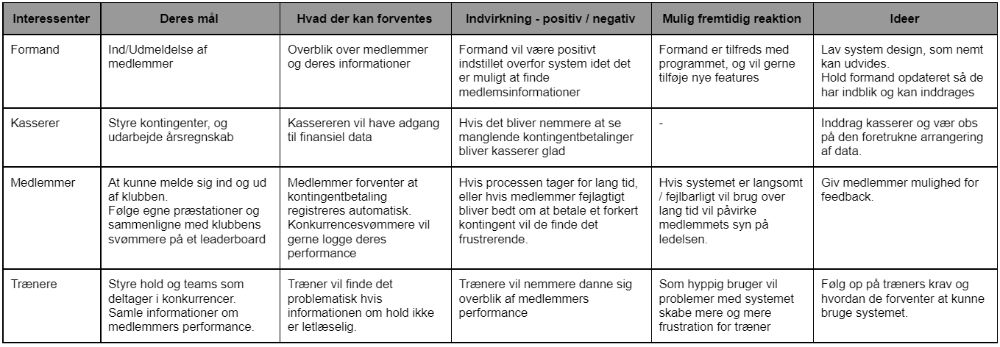 Interessenter
Deres mål
Hvad der kan forventes
Indvirkning - positiv / negativ
Mulig fremtidig reaktion
Ideer
Formand
Ind/Udmeldelse af
medlemmer
Overblik over medlemmer
og deres informationer
Formand vil være positivt
indstillet overfor system idet det
er muligt at finde
medlemsinformationer
Formand er tilfreds med
programmet, og vil gerne
tilføje nye features
Lav system design, som nemt
kan udvides.
Hold formand opdateret så de
har indblik og kan inddrages
Kasserer
Styre kontingenter, og
udarbejde årsregnskab
Kassereren vil have adgang
til finansiel data
Hvis det bliver nemmere at se
manglende kontingentbetalinger
bliver kasserer glad
-
Inddrag kasserer og vær obs
på den foretrukne arrangering
af data.
Medlemmer
At kunne melde sig ind og ud
af klubben.
Følge egne præstationer og
sammenligne med klubbens
svømmere på et leaderboard
Medlemmer forventer at
kontingentbetaling
registreres automatisk.
Konkurrencesvømmere vil
gerne logge deres
performance
Hvis processen tager for lang tid,
eller hvis medlemmer fejlagtigt
bliver bedt om at betale et forkert
kontingent vil de finde det
frustrerende.
Hvis systemet er langsomt
/ fejlbarligt vil brug over
lang tid vil påvirke
medlemmets syn på
ledelsen.
Giv medlemmer mulighed for
feedback.
Trænere
Styre hold og teams som
deltager i konkurrencer.
Samle informationer om
medlemmers performance.
Træner vil finde det
problematisk hvis
informationen om hold ikke
er letlæselig.
Trænere vil nemmere danne sig
overblik af medlemmers
performance
Som hyppig bruger vil
problemer med systemet
skabe mere og mere
frustration for træner
Følg op på træners krav og
hvordan de forventer at kunne
bruge systemet.